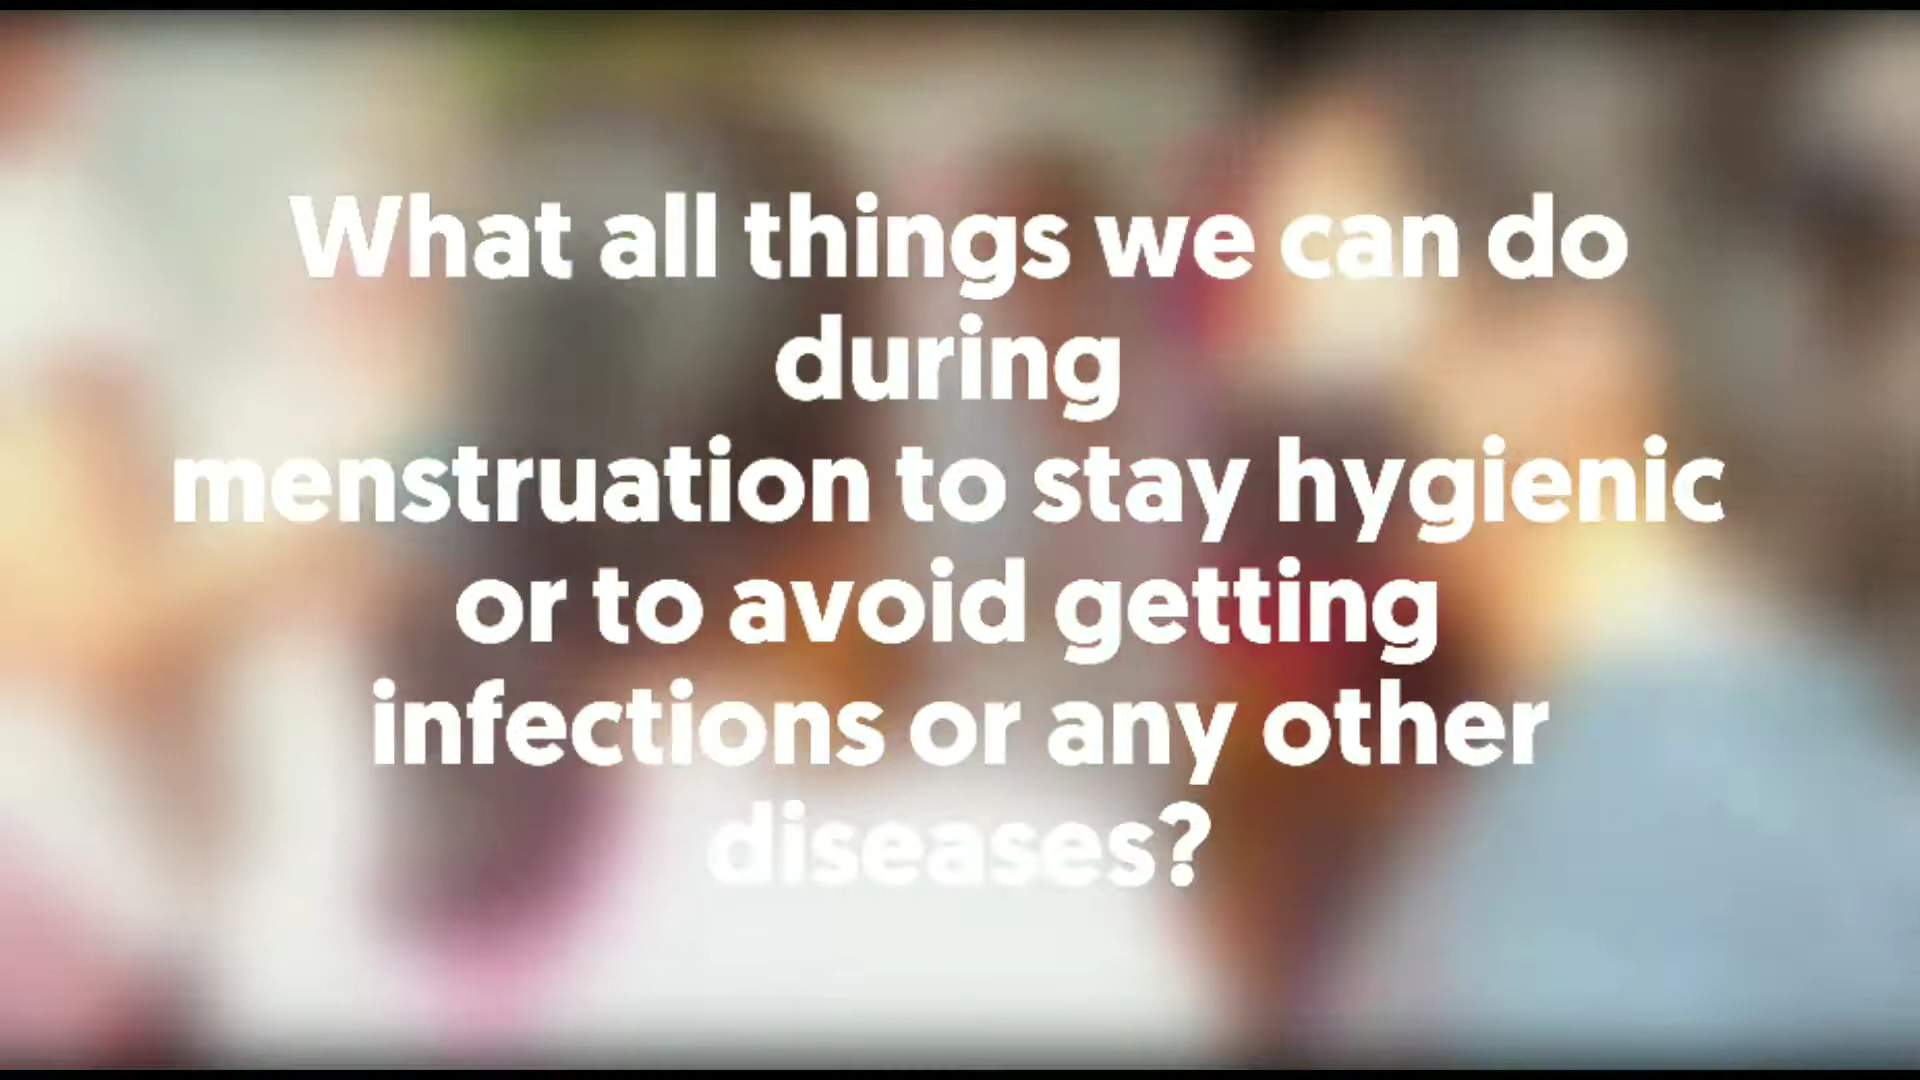 What all things we can do
during
menstruation to stay hygienic
or to avoid getting
infections or any other
diseases?